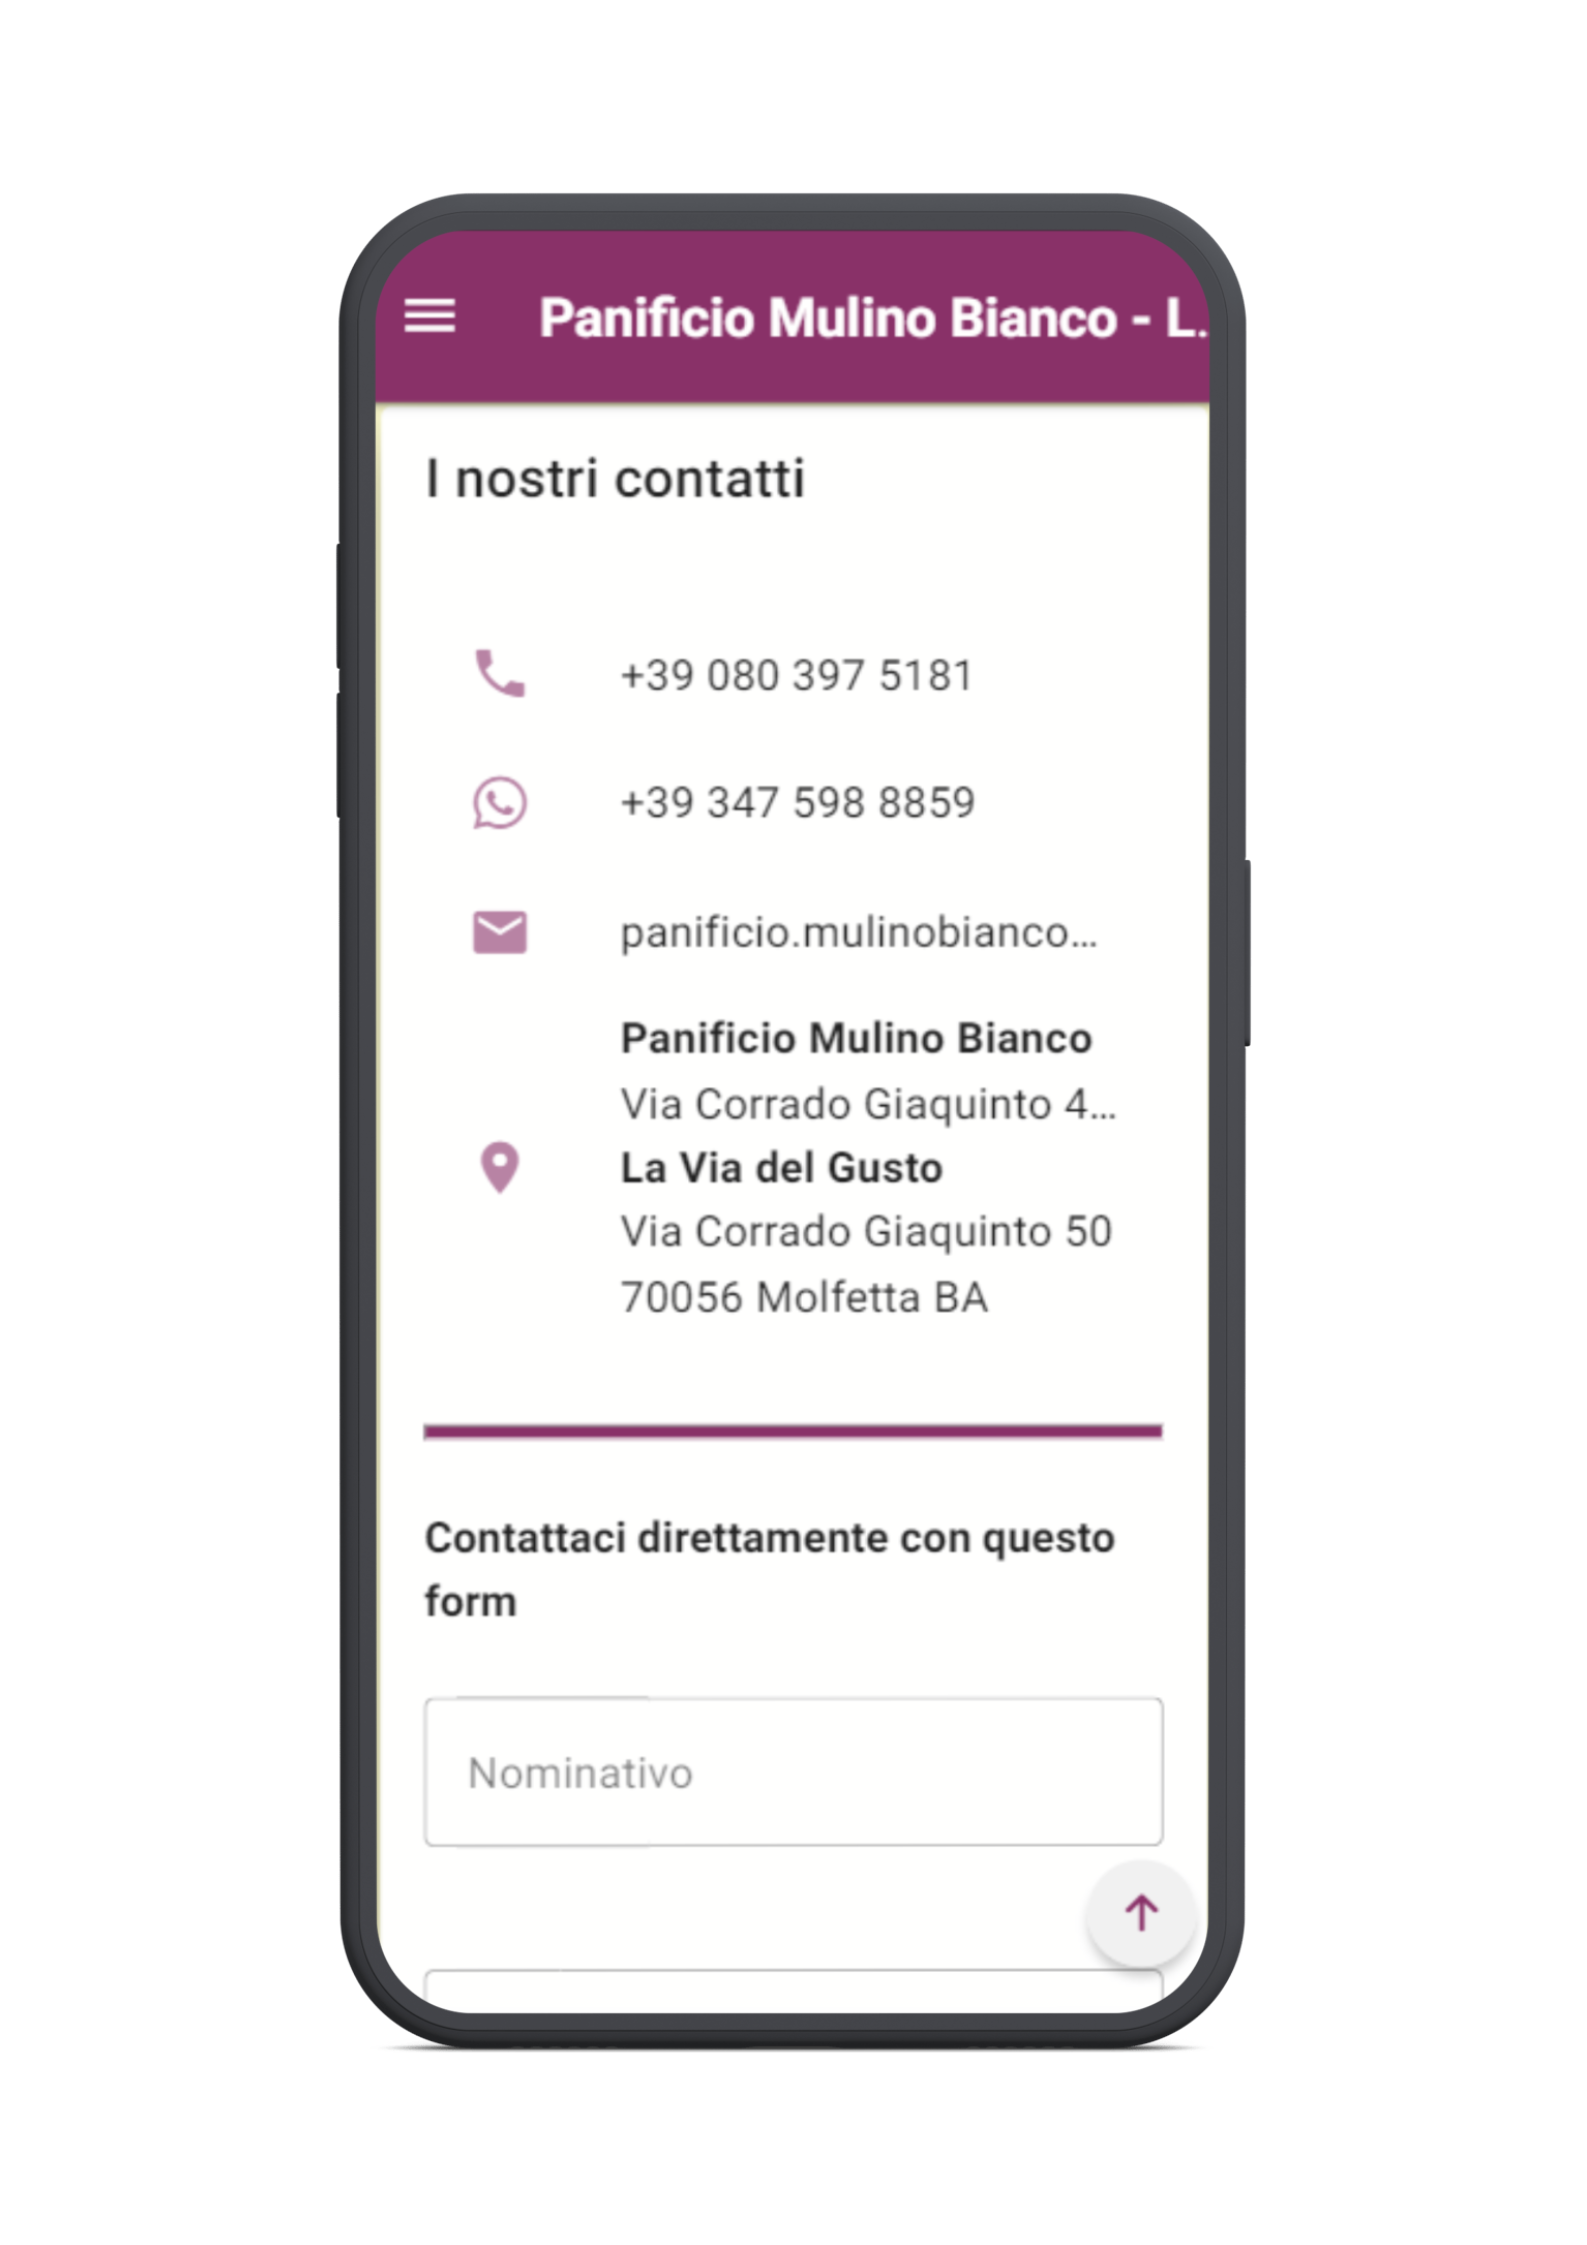 Panificio Mulino Bianco - L.
I nostri contatti
+39 080 397 5181
+39 347 598 8859
panificio.mulinobianco...
Panificio Mulino Bianco
Via Corrado Giaquinto 4...
La Via del Gusto
Via Corrado Giaquinto 50
70056 Molfetta BA
Contattaci direttamente con questo
form
Nominativo